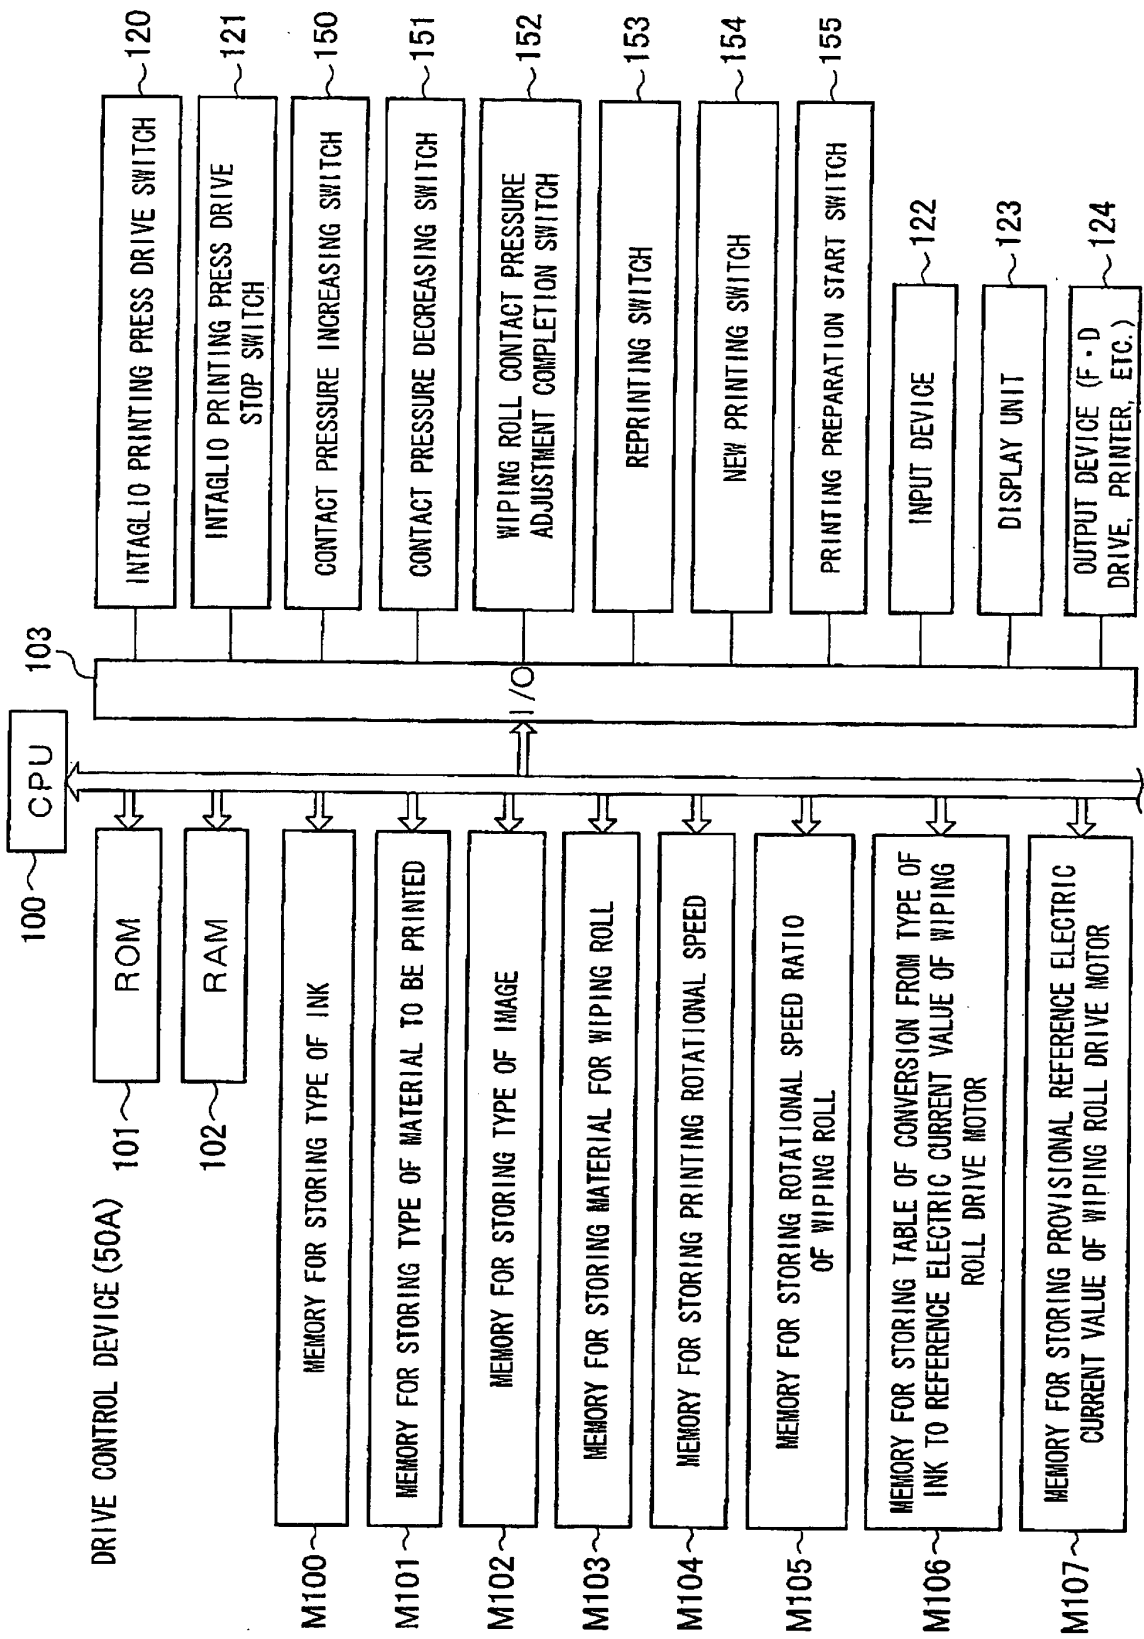 DRIVE CONTROL DEVICE (50A)
100
CPU
103
101
ROM
102
RAM
M100
MEMORY FOR STORING TYPE OF INK
M101
MEMORY FOR STORING TYPE OF MATERIAL TO BE PRINTED
M102
MEMORY FOR STORING TYPE OF IMAGE
M103
MEMORY FOR STORING MATERIAL FOR WIPING ROLL
M104
MEMORY FOR STORING PRINTING ROTATIONAL SPEED
M105
MEMORY FOR STORING ROTATIONAL SPEED RATIO
OF WIPING ROLL
M106
MEMORY FOR STORING TABLE OF CONVERSION FROM TYPE OF
INK TO REFERENCE ELECTRIC CURRENT VALUE OF WIPING
ROLL DRIVE MOTOR
M107
MEMORY FOR STORING PROVISIONAL REFERENCE ELECTRIC
CURRENT VALUE OF WIPING ROLL DRIVE MOTOR
I/O
INTAGLIO PRINTING PRESS DRIVE SWITCH
120
INTAGLIO PRINTING PRESS DRIVE
STOP SWITCH
121
CONTACT PRESSURE INCREASING SWITCH
150
CONTACT PRESSURE DECREASING SWITCH
151
WIPING ROLL CONTACT PRESSURE
ADJUSTMENT COMPLETION SWITCH
152
REPRINTING SWITCH
153
NEW PRINTING SWITCH
154
PRINTING PREPARATION START SWITCH
155
INPUT DEVICE
122
DISPLAY UNIT
123
OUTPUT DEVICE (F·D
DRIVE, PRINTER, ETC.)
124